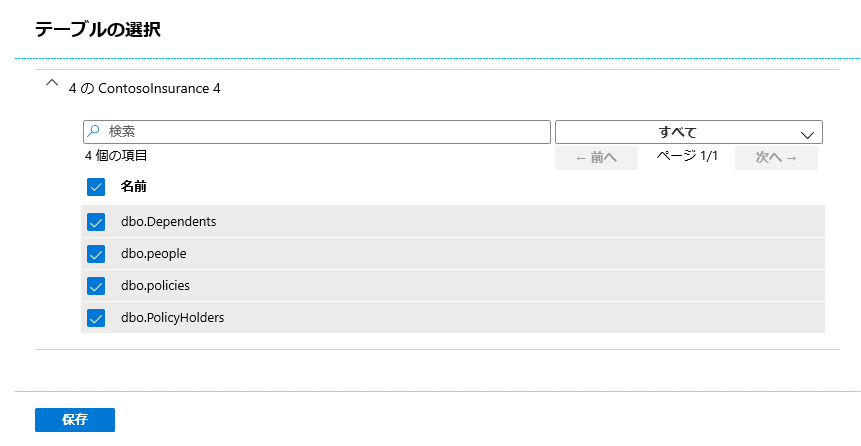 テーブルの選択
4 の ContosoInsurance 4
検索
すべて
4 個の項目
← 前へ ページ 1/1 次へ →
名前
dbo.Dependents
dbo.people
dbo.policies
dbo.PolicyHolders
保存